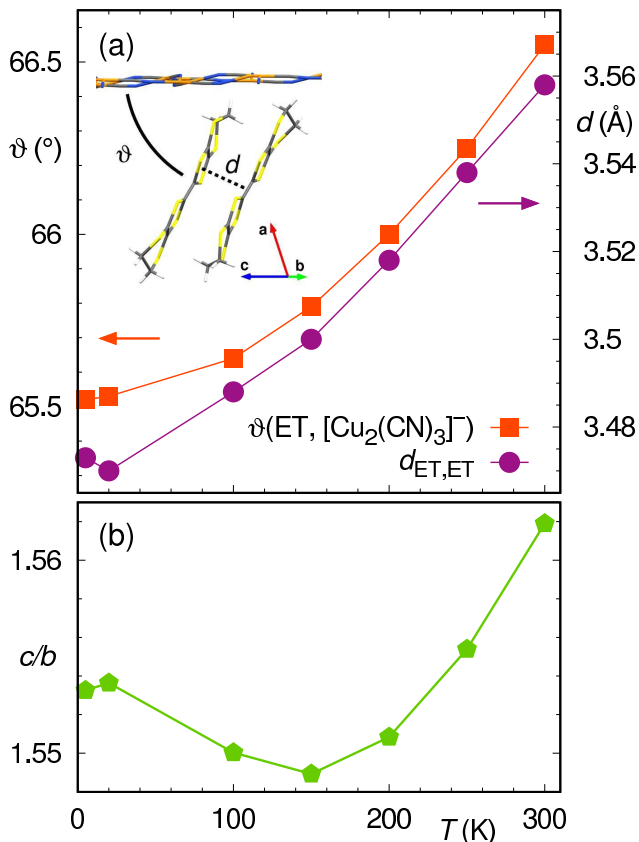 (a)
66.5
ϑ (°)
66
65.5
ϑ
d
a
c
b
3.56
d (Å)
3.54
3.52
3.5
3.48
ϑ(ET, [Cu₂(CN)₃]⁻)
d_ET,ET
(b)
1.56
c/b
1.55
0
100
200
300
T (K)